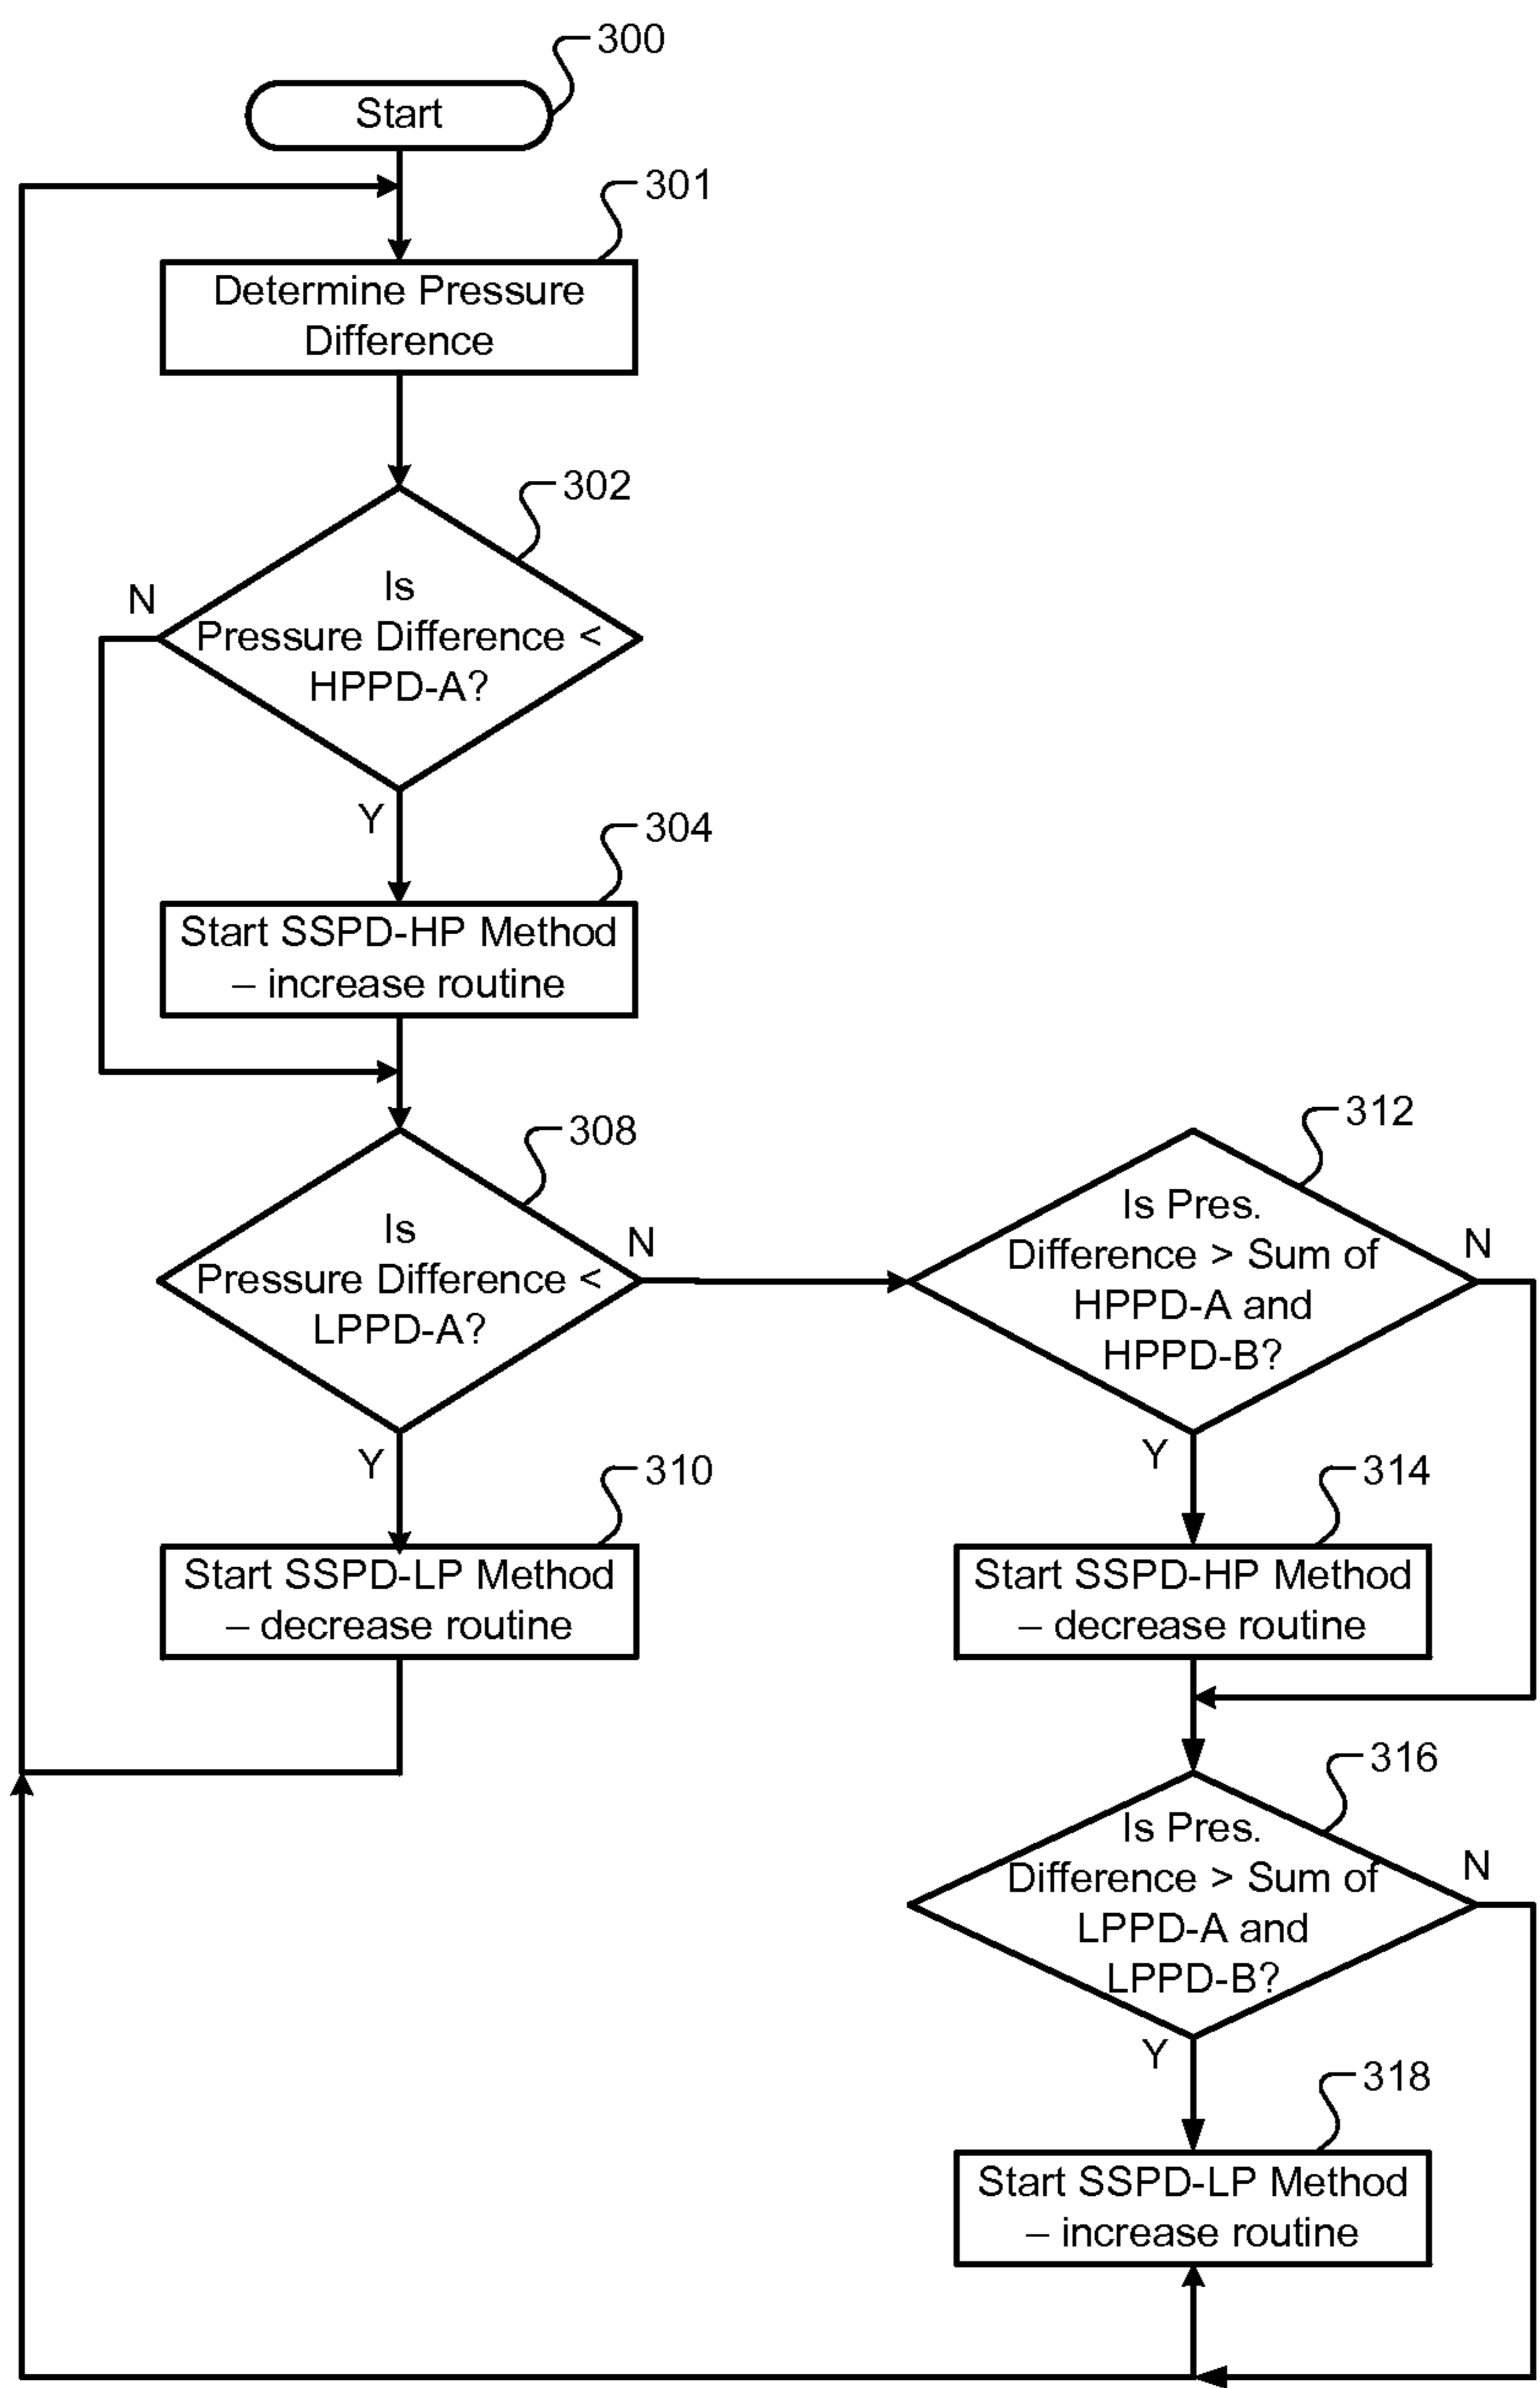 300
Start
301
Determine Pressure
Difference
302
N
Is
Pressure Difference <
HPPD-A?
Y
304
Start SSPD-HP Method
– increase routine
308
Is
Pressure Difference <
LPPD-A?
N
Y
310
Start SSPD-LP Method
– decrease routine
312
Is Pres.
Difference > Sum of
HPPD-A and
HPPD-B?
N
Y
314
Start SSPD-HP Method
– decrease routine
316
Is Pres.
Difference > Sum of
LPPD-A and
LPPD-B?
N
Y
318
Start SSPD-LP Method
– increase routine